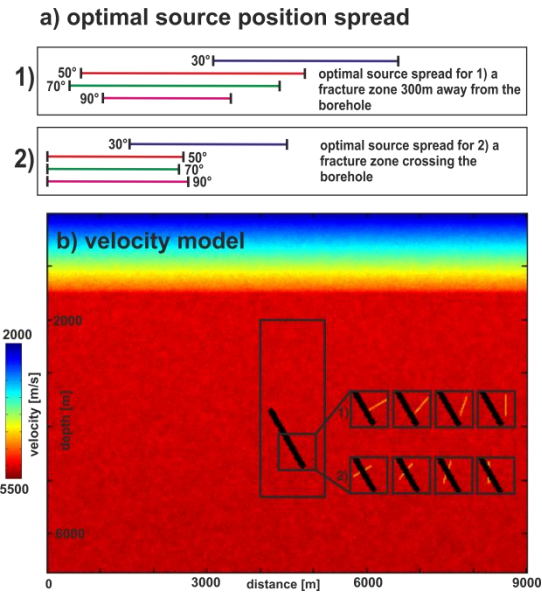 a) optimal source position spread
1)
30°
50°
70°
90°
optimal source spread for 1) a
fracture zone 300m away from the
borehole
2)
30°
50°
70°
90°
optimal source spread for 2) a
fracture zone crossing the
borehole
b) velocity model
2000
2000
velocity [m/s]
depth [m]
5500
1)
2)
6000
0
3000
distance [m]
6000
9000